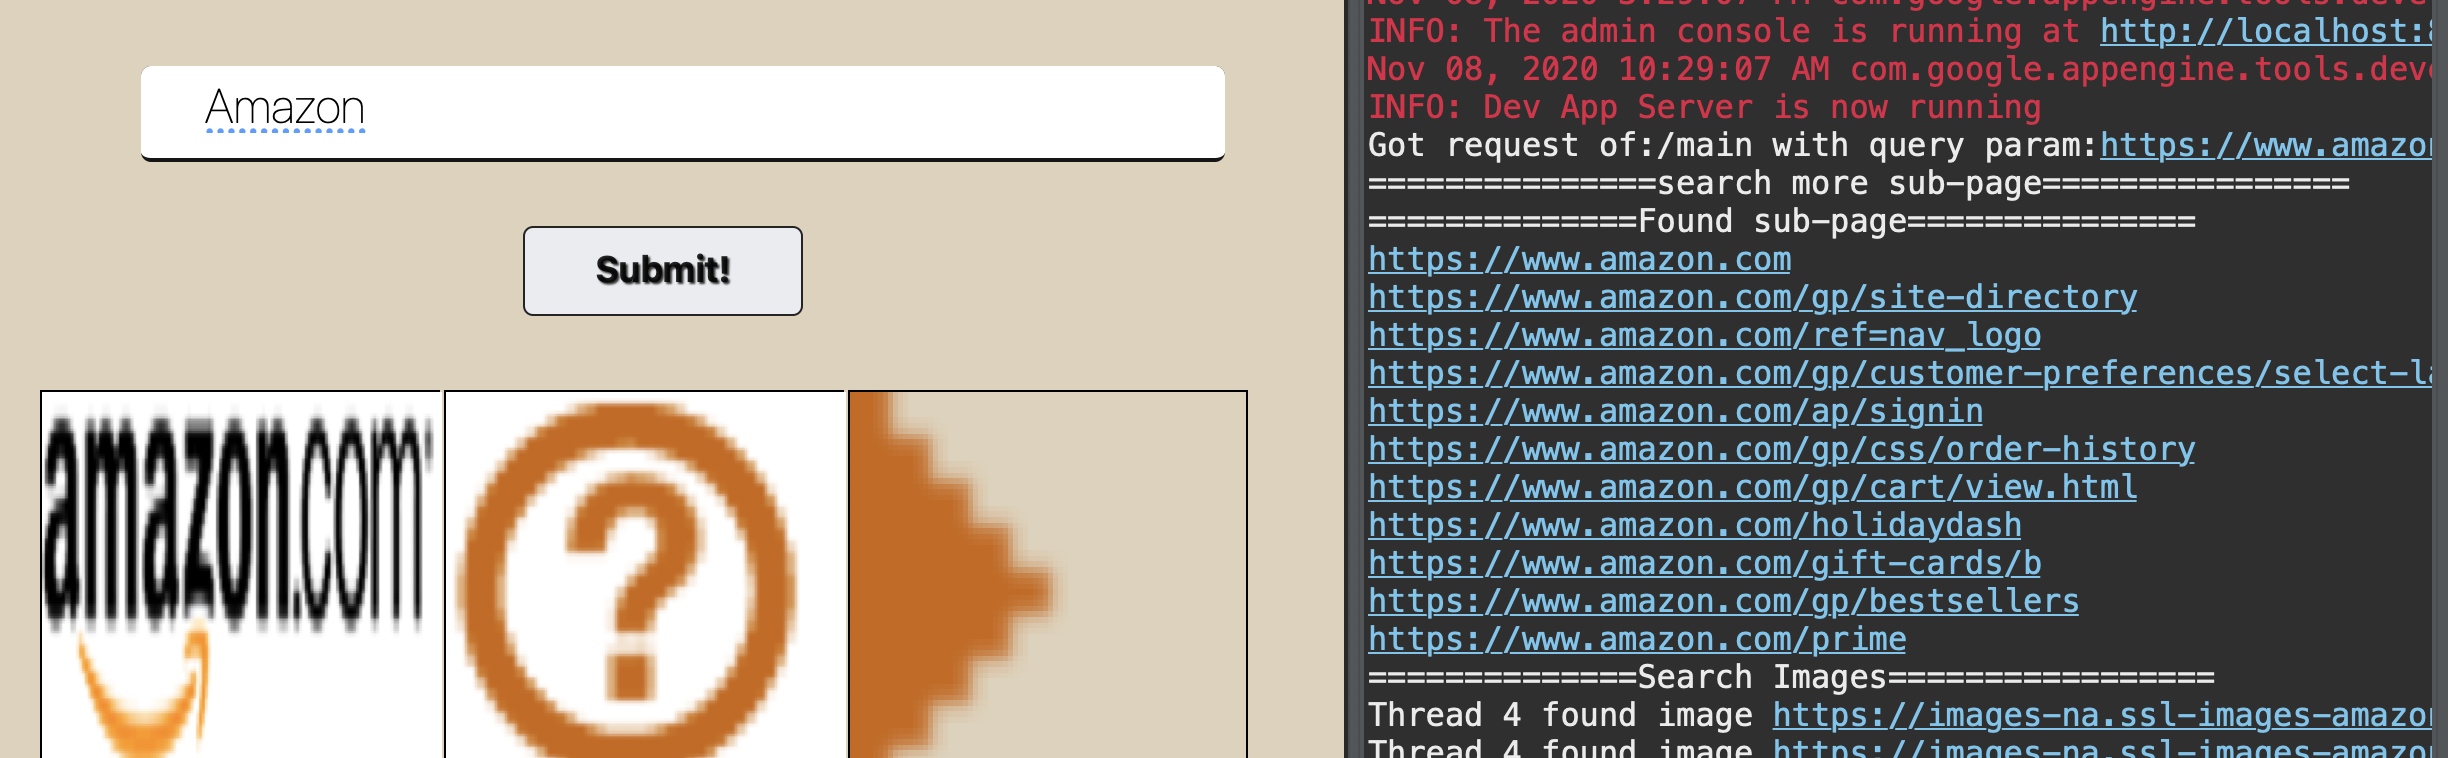 Amazon
Submit!
amazon.com
?
INFO: The admin console is running at http://localhost:
Nov 08, 2020 10:29:07 AM com.google.appengine.tools.dev
INFO: Dev App Server is now running
Got request of:/main with query param:https://www.amazo
===============search more sub-page================
==============Found sub-page===============
https://www.amazon.com
https://www.amazon.com/gp/site-directory
https://www.amazon.com/ref=nav_logo
https://www.amazon.com/gp/customer-preferences/select-l
https://www.amazon.com/ap/signin
https://www.amazon.com/gp/css/order-history
https://www.amazon.com/gp/cart/view.html
https://www.amazon.com/holidaydash
https://www.amazon.com/gift-cards/b
https://www.amazon.com/gp/bestsellers
https://www.amazon.com/prime
==============Search Images=================
Thread 4 found image https://images-na.ssl-images-amazo
Thread 4 found image https://images-na.ssl-images-amazo